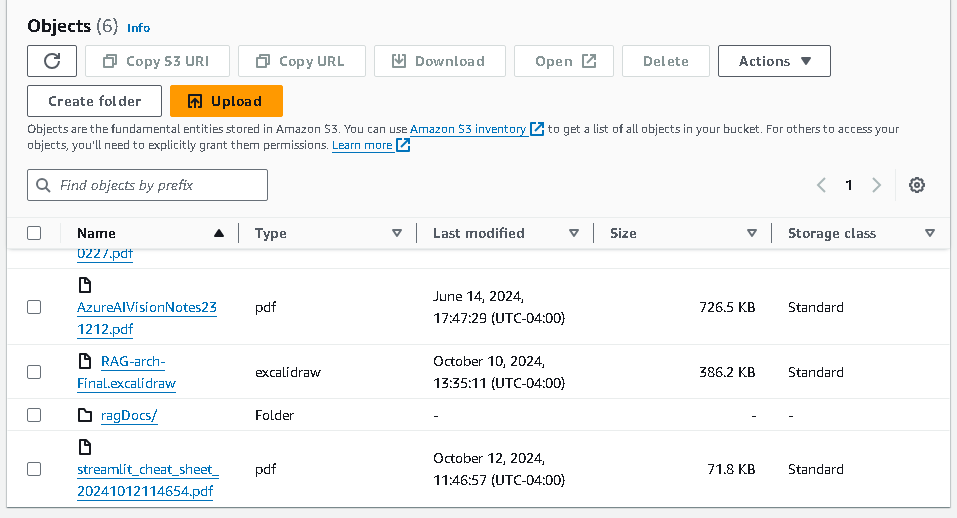 Objects (6) Info
Copy S3 URI Copy URL Download Open Delete Actions
Create folder Upload
Objects are the fundamental entities stored in Amazon S3. You can use Amazon S3 inventory to get a list of all objects in your bucket. For others to access your
objects, you'll need to explicitly grant them permissions. Learn more
Find objects by prefix 1
Name Type Last modified Size Storage class
0227.pdf
AzureAIVisionNotes23
1212.pdf
pdf
June 14, 2024,
17:47:29 (UTC-04:00)
726.5 KB
Standard
RAG-arch-
Final.excalidraw
excalidraw
October 10, 2024,
13:35:11 (UTC-04:00)
386.2 KB
Standard
ragDocs/ Folder - - -
streamlit_cheat_sheet_
20241012114654.pdf
pdf
October 12, 2024,
11:46:57 (UTC-04:00)
71.8 KB
Standard